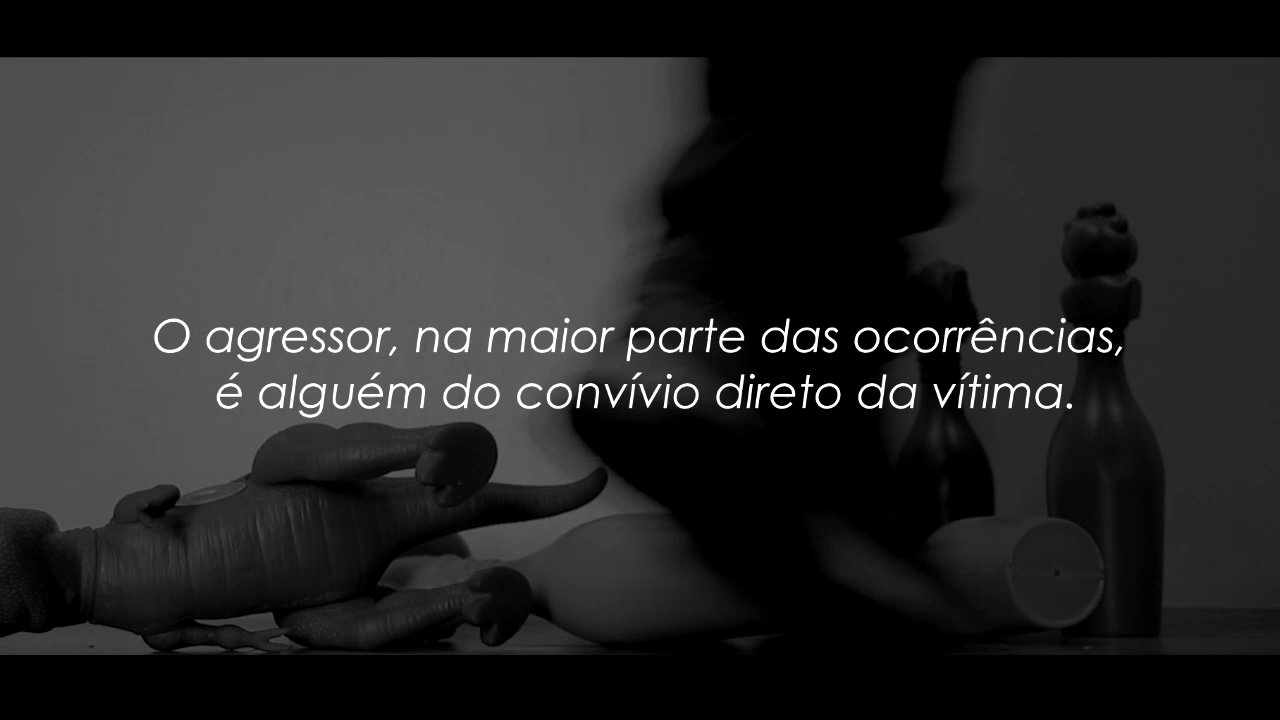 O agressor, na maior parte das ocorrências,
é alguém do convívio direto da vítima.